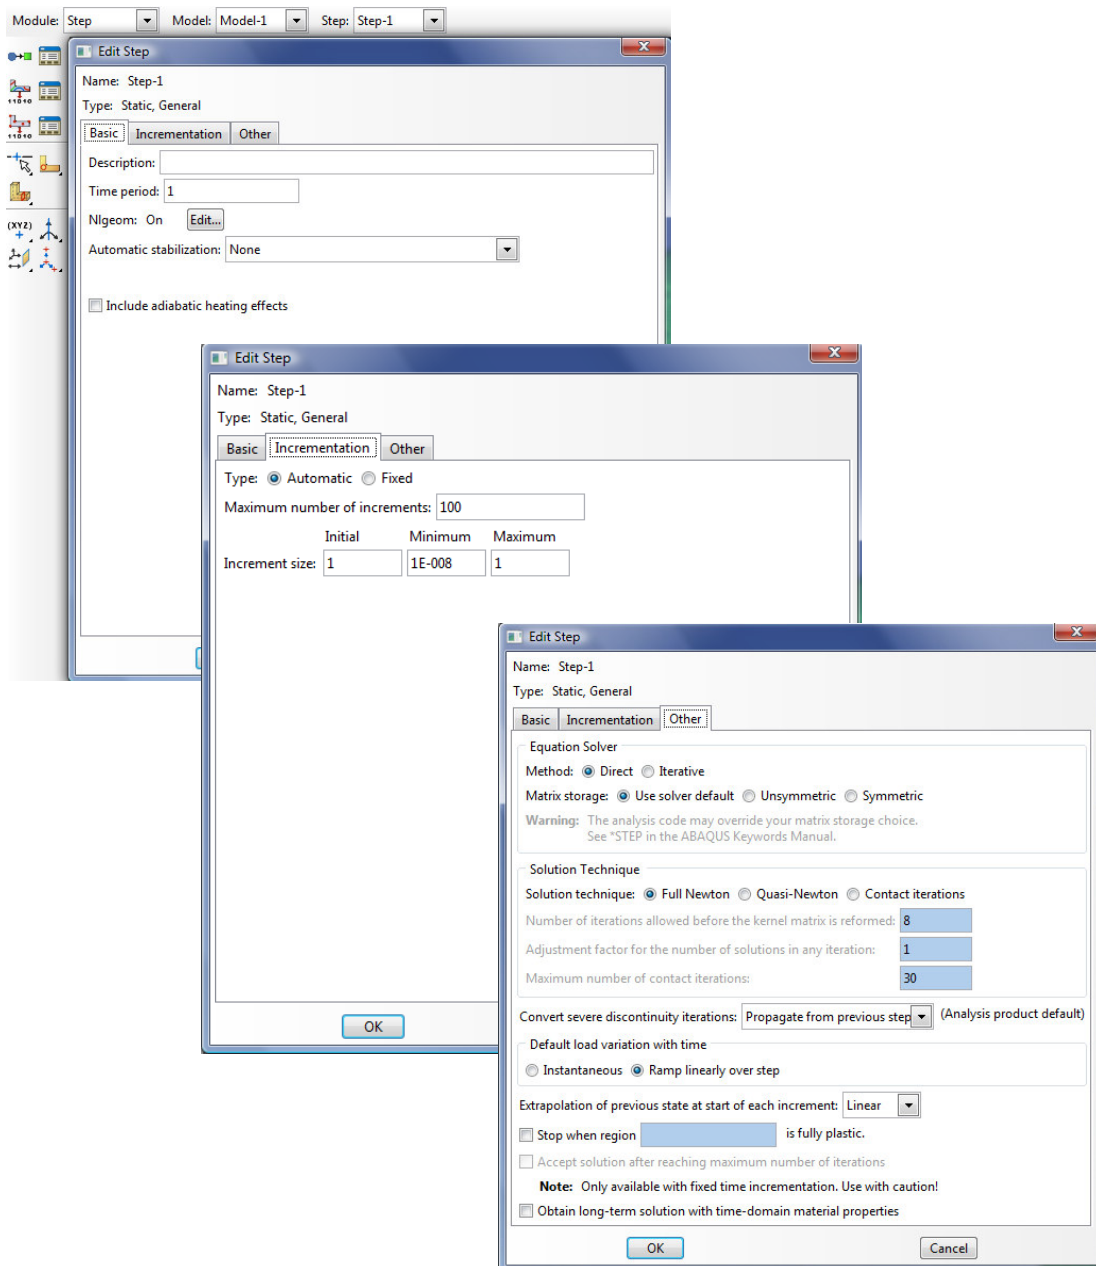 Module: Step Model: Model-1 Step: Step-1
Edit Step
Name: Step-1
Type: Static, General
Basic Incrementation Other
Description:
Time period: 1
Nlgeom: On Edit...
Automatic stabilization: None
Include adiabatic heating effects
(XYZ)
Edit Step
Name: Step-1
Type: Static, General
Basic Incrementation Other
Type: Automatic Fixed
Maximum number of increments: 100
Initial Minimum Maximum
Increment size: 1 1E-008 1
OK
Edit Step
Name: Step-1
Type: Static, General
Basic Incrementation Other
Equation Solver
Method: Direct Iterative
Matrix storage: Use solver default Unsymmetric Symmetric
Warning: The analysis code may override your matrix storage choice.
See *STEP in the ABAQUS Keywords Manual.
Solution Technique
Solution technique: Full Newton Quasi-Newton Contact iterations
Number of iterations allowed before the kernel matrix is reformed: 8
Adjustment factor for the number of solutions in any iteration: 1
Maximum number of contact iterations: 30
Convert severe discontinuity iterations: Propagate from previous step (Analysis product default)
Default load variation with time
Instantaneous Ramp linearly over step
Extrapolation of previous state at start of each increment: Linear
Stop when region is fully plastic.
Accept solution after reaching maximum number of iterations
Note: Only available with fixed time incrementation. Use with caution!
Obtain long-term solution with time-domain material properties
OK Cancel